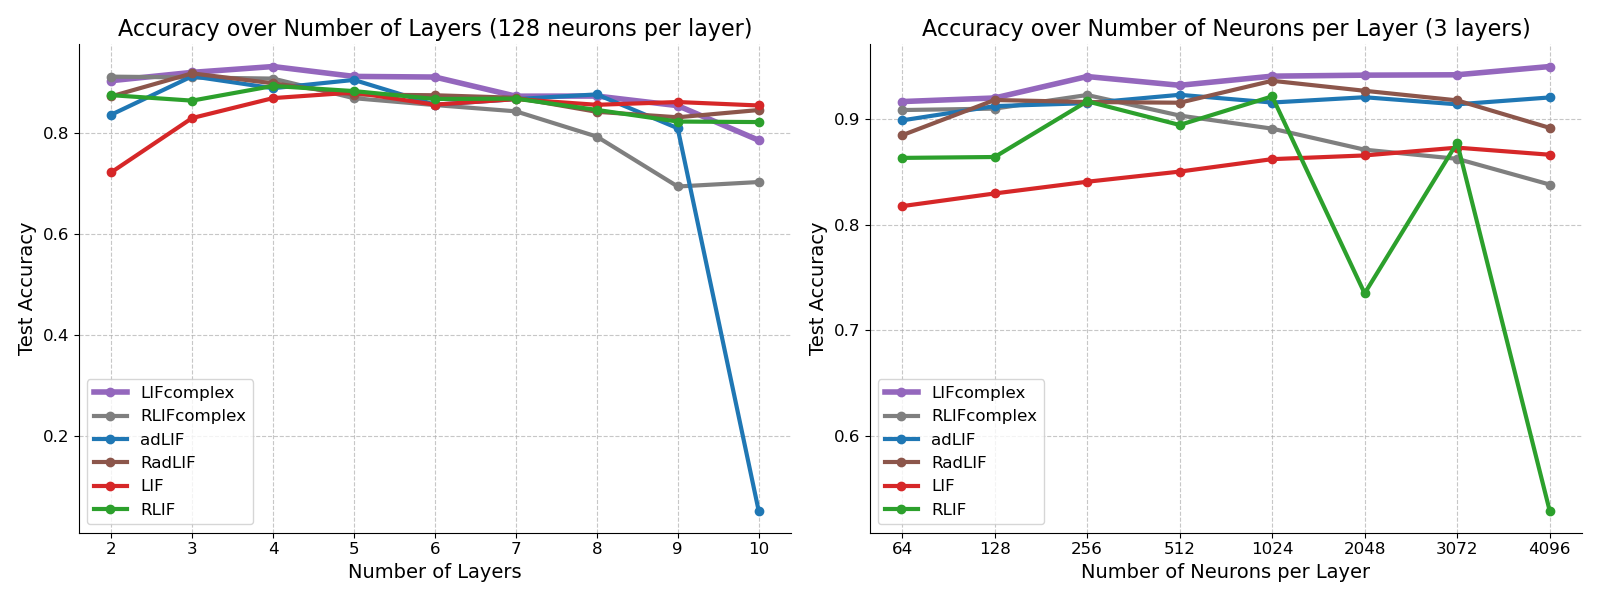 Accuracy over Number of Layers (128 neurons per layer)
Test Accuracy
0.8
0.6
0.4
0.2
LIFcomplex
RLIFcomplex
adLIF
RadLIF
LIF
RLIF
2 3 4 5 6 7 8 9 10
Number of Layers
Accuracy over Number of Neurons per Layer (3 layers)
Test Accuracy
0.9
0.8
0.7
0.6
LIFcomplex
RLIFcomplex
adLIF
RadLIF
LIF
RLIF
64 128 256 512 1024 2048 3072 4096
Number of Neurons per Layer